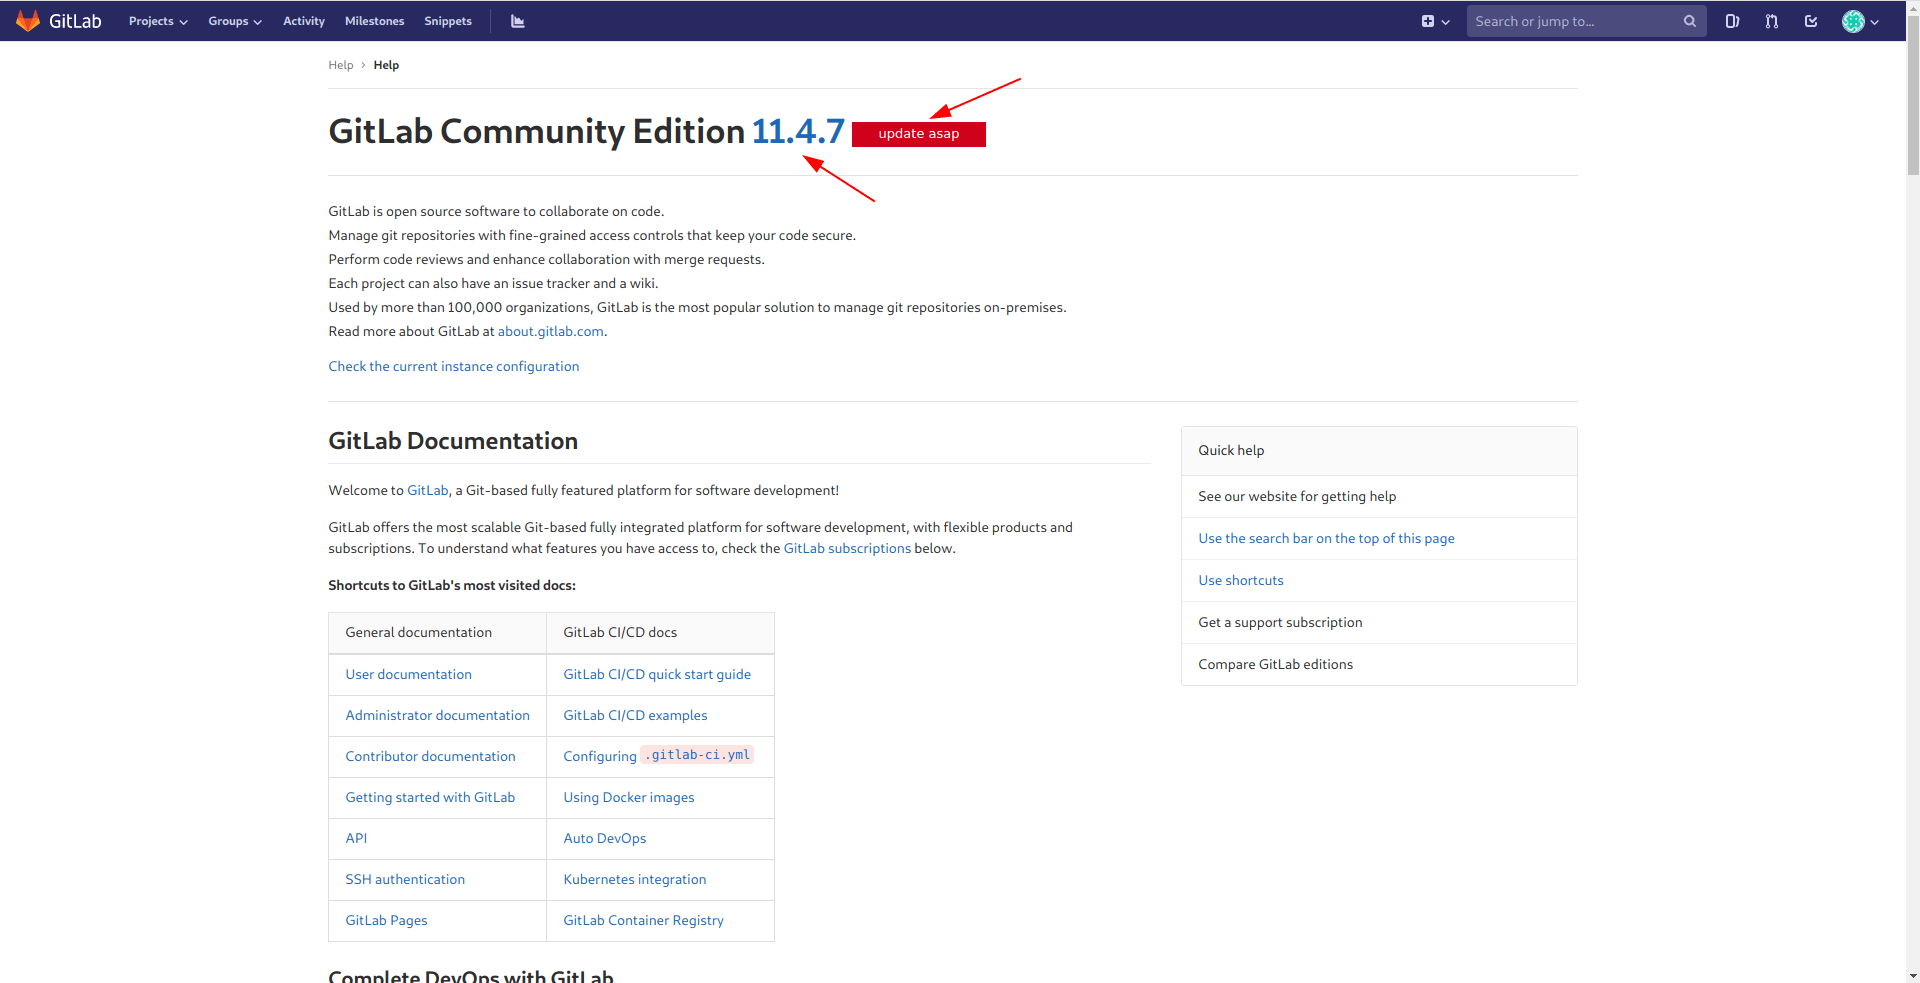 GitLab Projects Groups Activity Milestones Snippets Search or jump to...
Help › Help
GitLab Community Edition 11.4.7 update asap
GitLab is open source software to collaborate on code.
Manage git repositories with fine-grained access controls that keep your code secure.
Perform code reviews and enhance collaboration with merge requests.
Each project can also have an issue tracker and a wiki.
Used by more than 100,000 organizations, GitLab is the most popular solution to manage git repositories on-premises.
Read more about GitLab at about.gitlab.com.
Check the current instance configuration
GitLab Documentation
Welcome to GitLab, a Git-based fully featured platform for software development!
GitLab offers the most scalable Git-based fully integrated platform for software development, with flexible products and
subscriptions. To understand what features you have access to, check the GitLab subscriptions below.
Shortcuts to GitLab's most visited docs:
General documentation GitLab CI/CD docs
User documentation GitLab CI/CD quick start guide
Administrator documentation GitLab CI/CD examples
Contributor documentation Configuring .gitlab-ci.yml
Getting started with GitLab Using Docker images
API Auto DevOps
SSH authentication Kubernetes integration
GitLab Pages GitLab Container Registry
Complete DevOps with GitLab
Quick help
See our website for getting help
Use the search bar on the top of this page
Use shortcuts
Get a support subscription
Compare GitLab editions